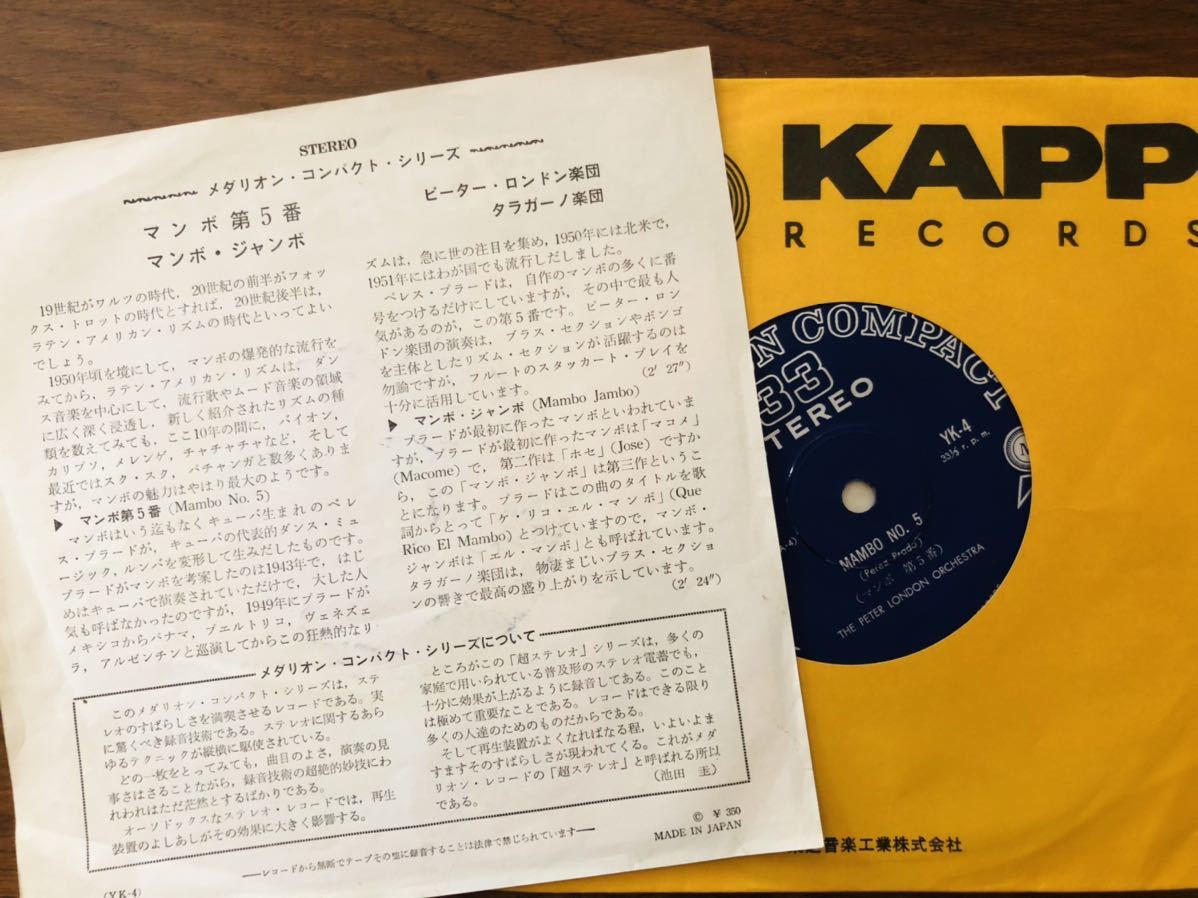 STEREO
メダリオン・コンパクト・シリーズ
マンボ第5番
マンボ・ジャンボ
ピーター・ロンドン楽団
タラガーノ楽団
19世紀がワルツの時代，20世紀の前半がフォッ
クス・トロットの時代とすれば，20世紀後半は，
ラテン・アメリカン・リズムの時代といってよい
でしょう。
1950年頃を境にして，マンボの爆発的な流行を
みてから，ラテン・アメリカン・リズムは，ダン
ス音楽を中心にして，流行歌やムード音楽の領域
に広く深く浸透し，新しく紹介されたリズムの種
類を数えてみても，ここ10年の間に，バイオン，
カリプソ，メレンゲ，チャチャチャなど，そして
最近ではスク・スク，パチャンガと数多くありま
すが，マンボの魅力はやはり最大のようです。
▶ マンボ第5番 (Mambo No. 5)
マンボはいう迄もなくキューバ生まれのペレ
ス・プラードが，キューバの代表的ダンス・ミュ
ージック，ルンバを変形して生みだしたものです。
プラードがマンボを考案したのは1943年で，はじ
めはキューバで演奏されていただけで，大した人
気も呼ばなかったのですが，1949年にプラードが
メキシコからパナマ，プエルトリコ，ヴェネズェ
ラ，アルゼンチンと巡演してからこの狂熱的なリ
ズムは，急に世の注目を集め，1950年には北米で，
1951年にはわが国でも流行しだしました。
ペレス・プラードは，自作のマンボの多くに番
号をつけるだけにしていますが，その中で最も人
気があるのが，この第5番です。ピーター・ロン
ドン楽団の演奏は，ブラス・セクションやボンゴ
を主体としたリズム・セクションが活躍するのは
勿論ですが，フルートのスタッカート・プレイを
十分に活用しています。 (2′ 27″)
▶ マンボ・ジャンボ (Mambo Jambo)
プラードが最初に作ったマンボといわれていま
すが，プラードが最初に作ったマンボは「マコメ」
(Macome) で，第二作は「ホセ」(Jose) ですか
ら，この「マンボ・ジャンボ」は第三作というこ
とになります。プラードはこの曲のタイトルを歌
詞からとって「ケ・リコ・エル・マンボ」(Que
Rico El Mambo) とつけていますので，マンボ・
ジャンボは「エル・マンボ」とも呼ばれています。
タラガーノ楽団は，物凄まじいブラス・セクショ
ンの響きで最高の盛り上がりを示しています。
(2′ 24″)
メダリオン・コンパクト・シリーズについて
このメダリオン・コンパクト・シリーズは，ステ
レオのすばらしさを満喫させるレコードである。実
に驚くべき録音技術である。ステレオに関するあら
ゆるテクニックが縦横に駆使されている。
どの一枚をとってみても，曲目のよさ，演奏の見
事さはさることながら，録音技術の超絶的妙技にわ
れわれはただ茫然とするばかりである。
オーソドックスなステレオ・レコードでは，再生
装置のよしあしがその効果に大きく影響する。
ところがこの「超ステレオ」シリーズは，多くの
家庭で用いられている普及形のステレオ電蓄でも，
十分に効果が上がるように録音してある。このこと
は極めて重要なことである。レコードはできる限り
多くの人達のためのものだからである。
そして再生装置がよくなればなる程，いよいよま
すますそのすばらしさが現われてくる。これがメダ
リオン・レコードの「超ステレオ」と呼ばれる所以
である。 (池田 圭)
Ⓒ ¥350
MADE IN JAPAN
レコードから無断でテープその他に録音することは法律で禁じられています
(YK-4)
KAPP
RECORDS
N COMPACT
33
STEREO
YK-4
33⅓ r. p. m.
MAMBO NO. 5
(Perez Prado)
(マンボ 第5番)
THE PETER LONDON ORCHESTRA
音楽工業株式会社